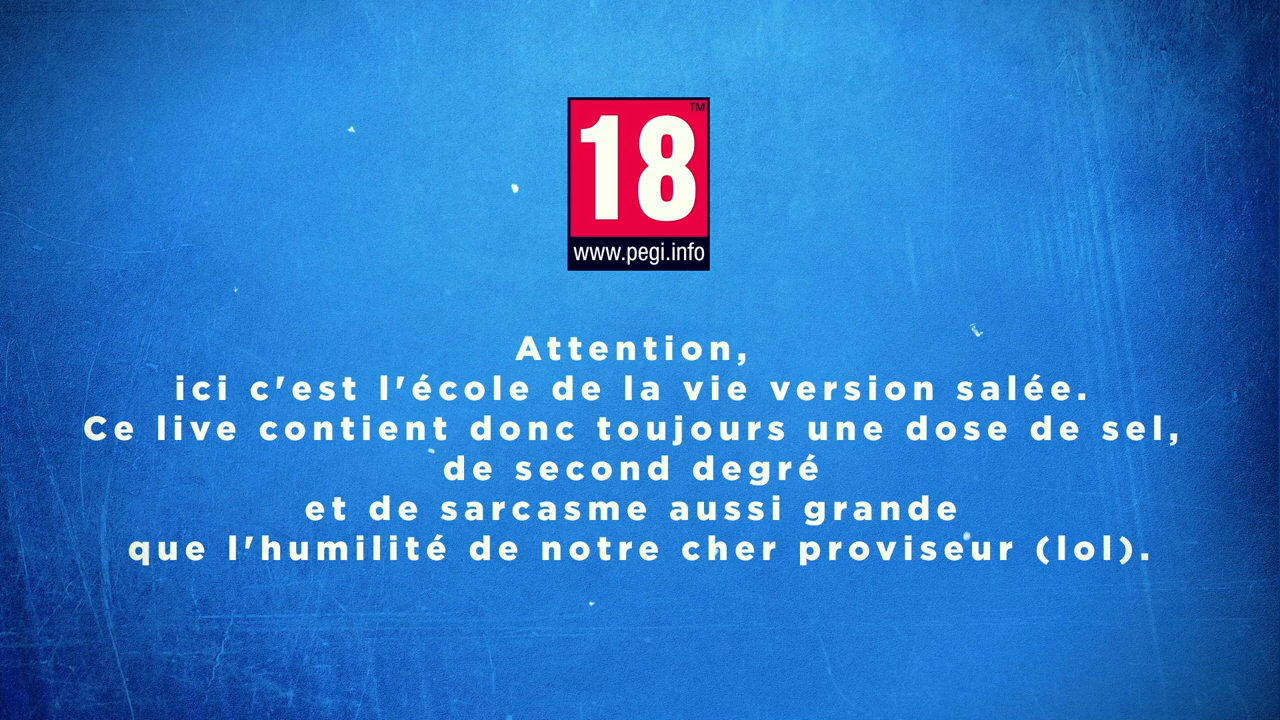 18
TM
www.pegi.info
Attention,
ici c'est l'école de la vie version salée.
Ce live contient donc toujours une dose de sel,
de second degré
et de sarcasme aussi grande
que l'humilité de notre cher proviseur (lol).